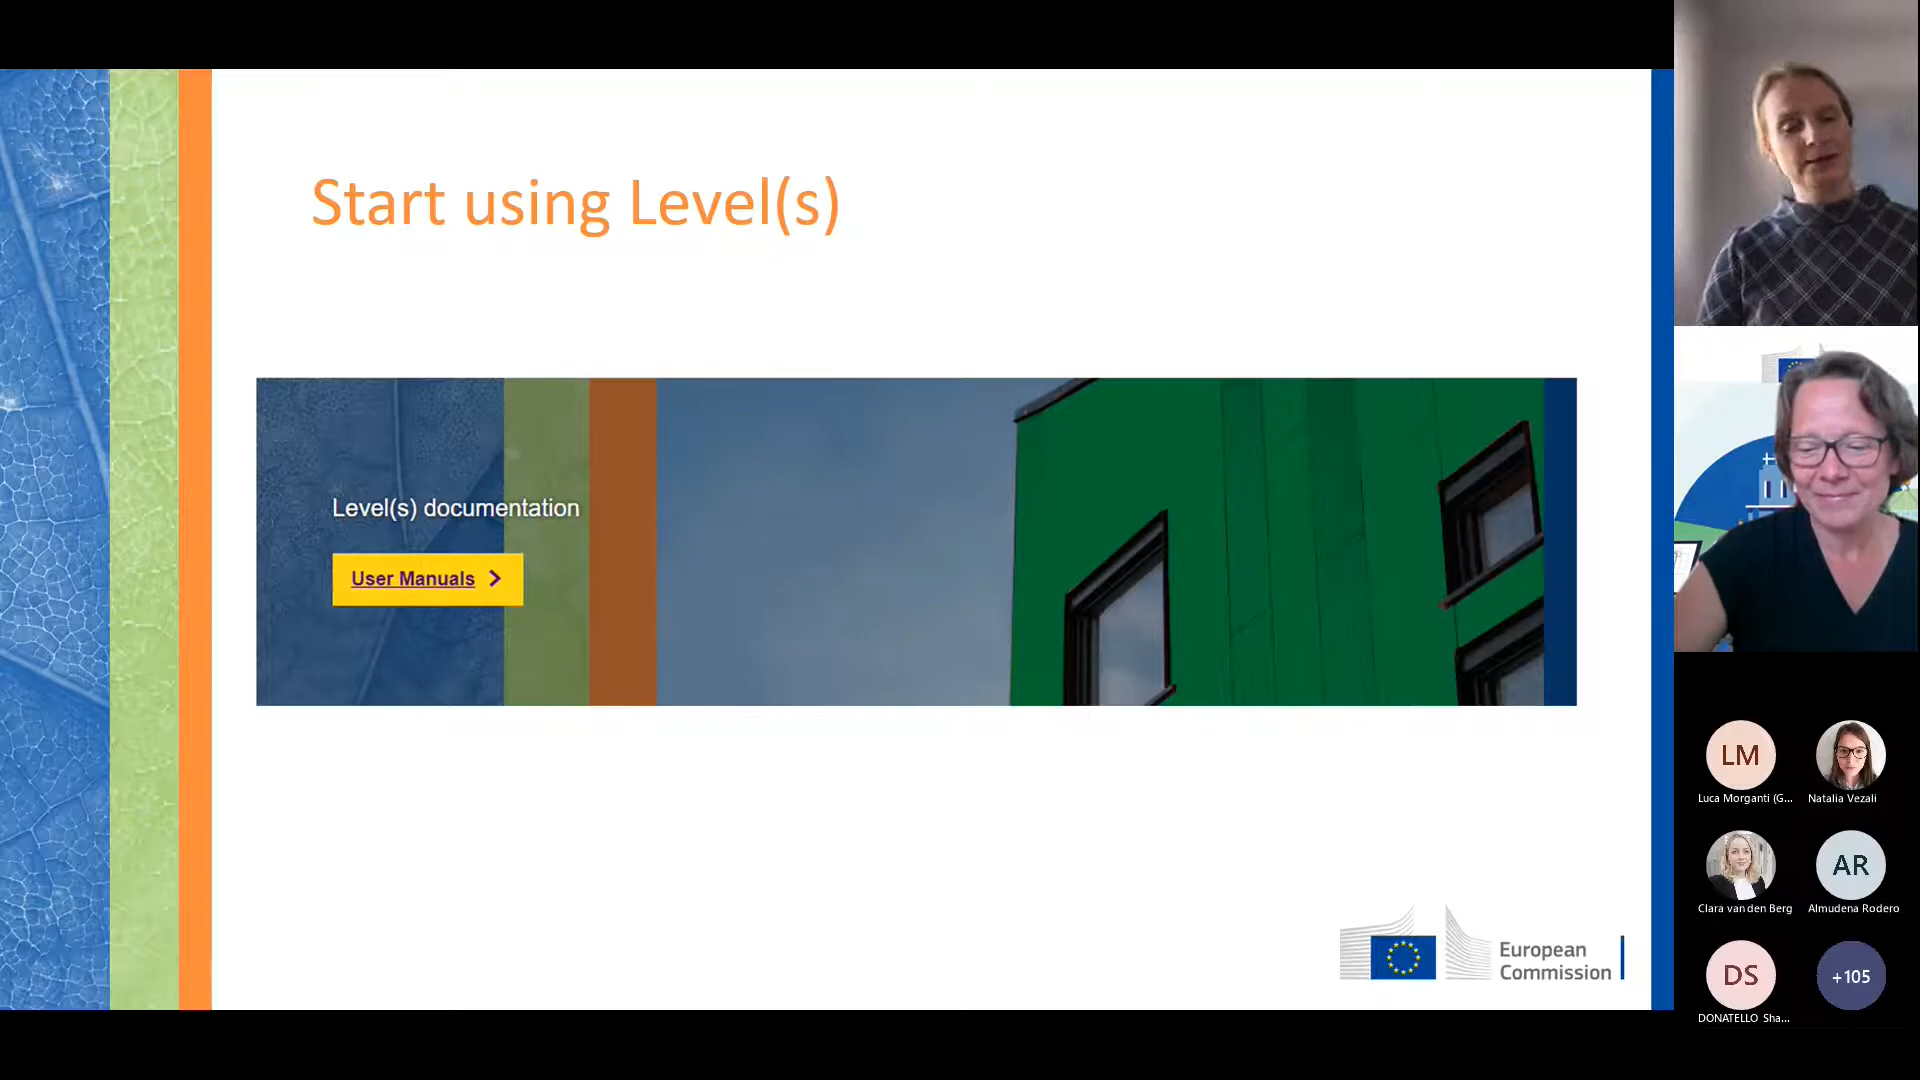 Start using Level(s)
Level(s) documentation
User Manuals
European
Commission
LM
Luca Morganti (G...
Natalia Vezali
Clara van den Berg
AR
Almudena Rodero
DS
DONATELLO Sha...
+105